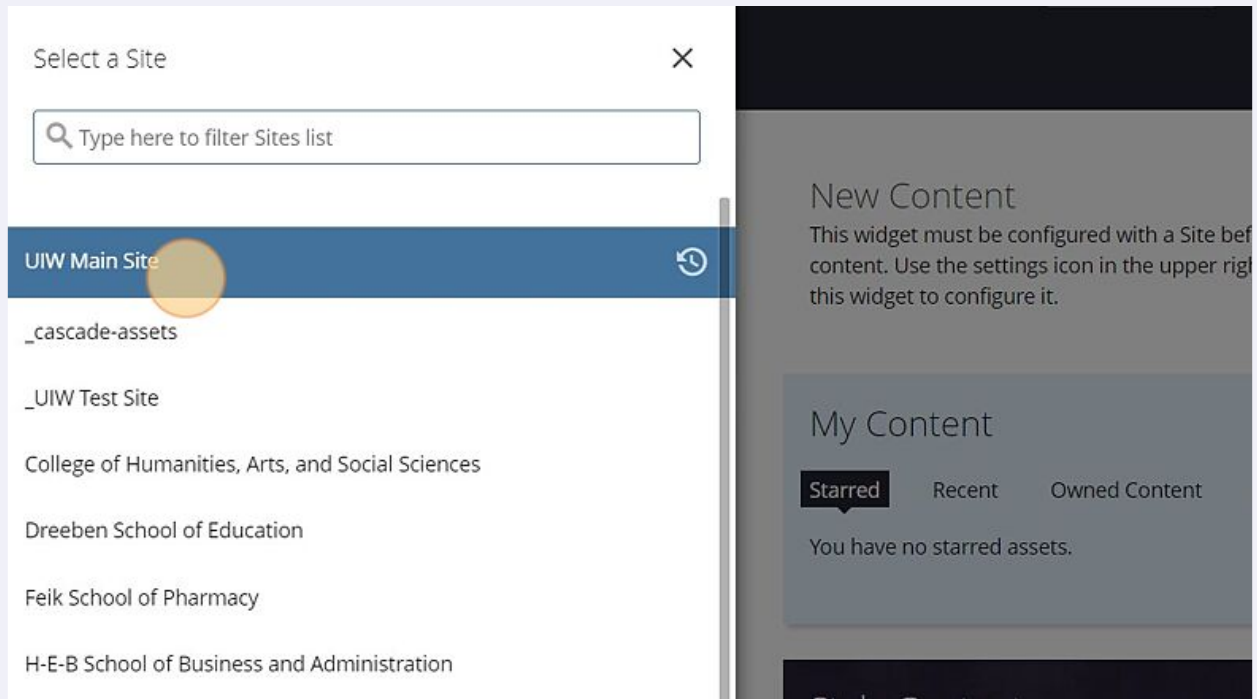 Select a Site
Type here to filter Sites list
UIW Main Site
_cascade-assets
_UIW Test Site
College of Humanities, Arts, and Social Sciences
Dreeben School of Education
Feik School of Pharmacy
H-E-B School of Business and Administration
New Content
This widget must be configured with a Site bef
content. Use the settings icon in the upper righ
this widget to configure it.
My Content
Starred Recent Owned Content
You have no starred assets.